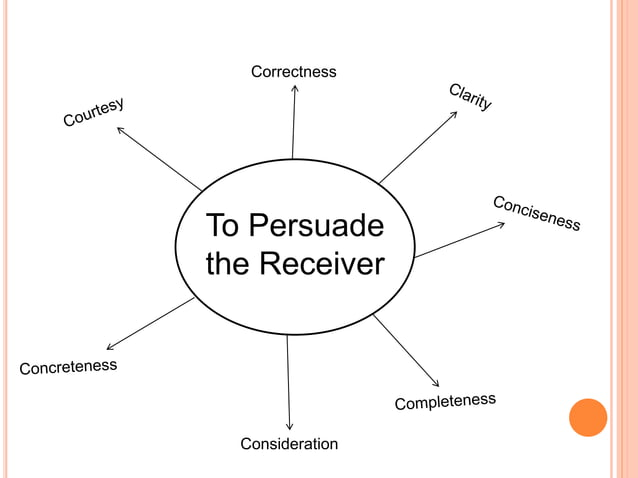 Correctness
Clarity
Courtesy
Conciseness
To Persuade
the Receiver
Concreteness
Completeness
Consideration